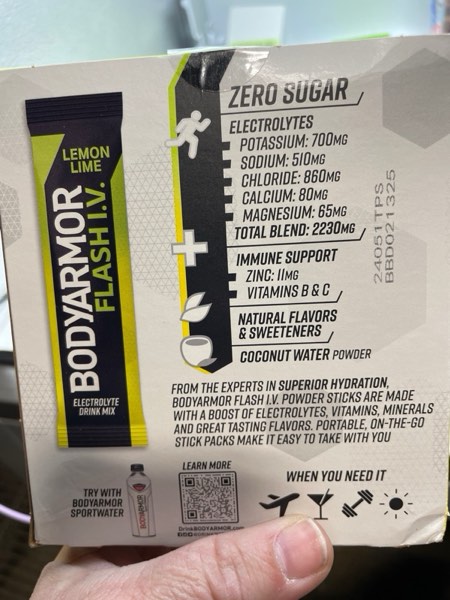 ZERO SUGAR
ELECTROLYTES
POTASSIUM: 700MG
SODIUM: 510MG
CHLORIDE: 860MG
CALCIUM: 80MG
MAGNESIUM: 65MG
TOTAL BLEND: 2230MG
IMMUNE SUPPORT
ZINC: 11MG
VITAMINS B & C
NATURAL FLAVORS
& SWEETENERS
COCONUT WATER POWDER
24051TPS
BBD021325
LEMON
LIME
BODYARMOR
FLASH I.V.
ELECTROLYTE
DRINK MIX
FROM THE EXPERTS IN SUPERIOR HYDRATION,
BODYARMOR FLASH I.V. POWDER STICKS ARE MADE
WITH A BOOST OF ELECTROLYTES, VITAMINS, MINERALS
AND GREAT TASTING FLAVORS. PORTABLE, ON-THE-GO
STICK PACKS MAKE IT EASY TO TAKE WITH YOU
TRY WITH
BODYARMOR
SPORTWATER
BODYARMOR
LEARN MORE
DrinkBODYARMOR.com
WHEN YOU NEED IT